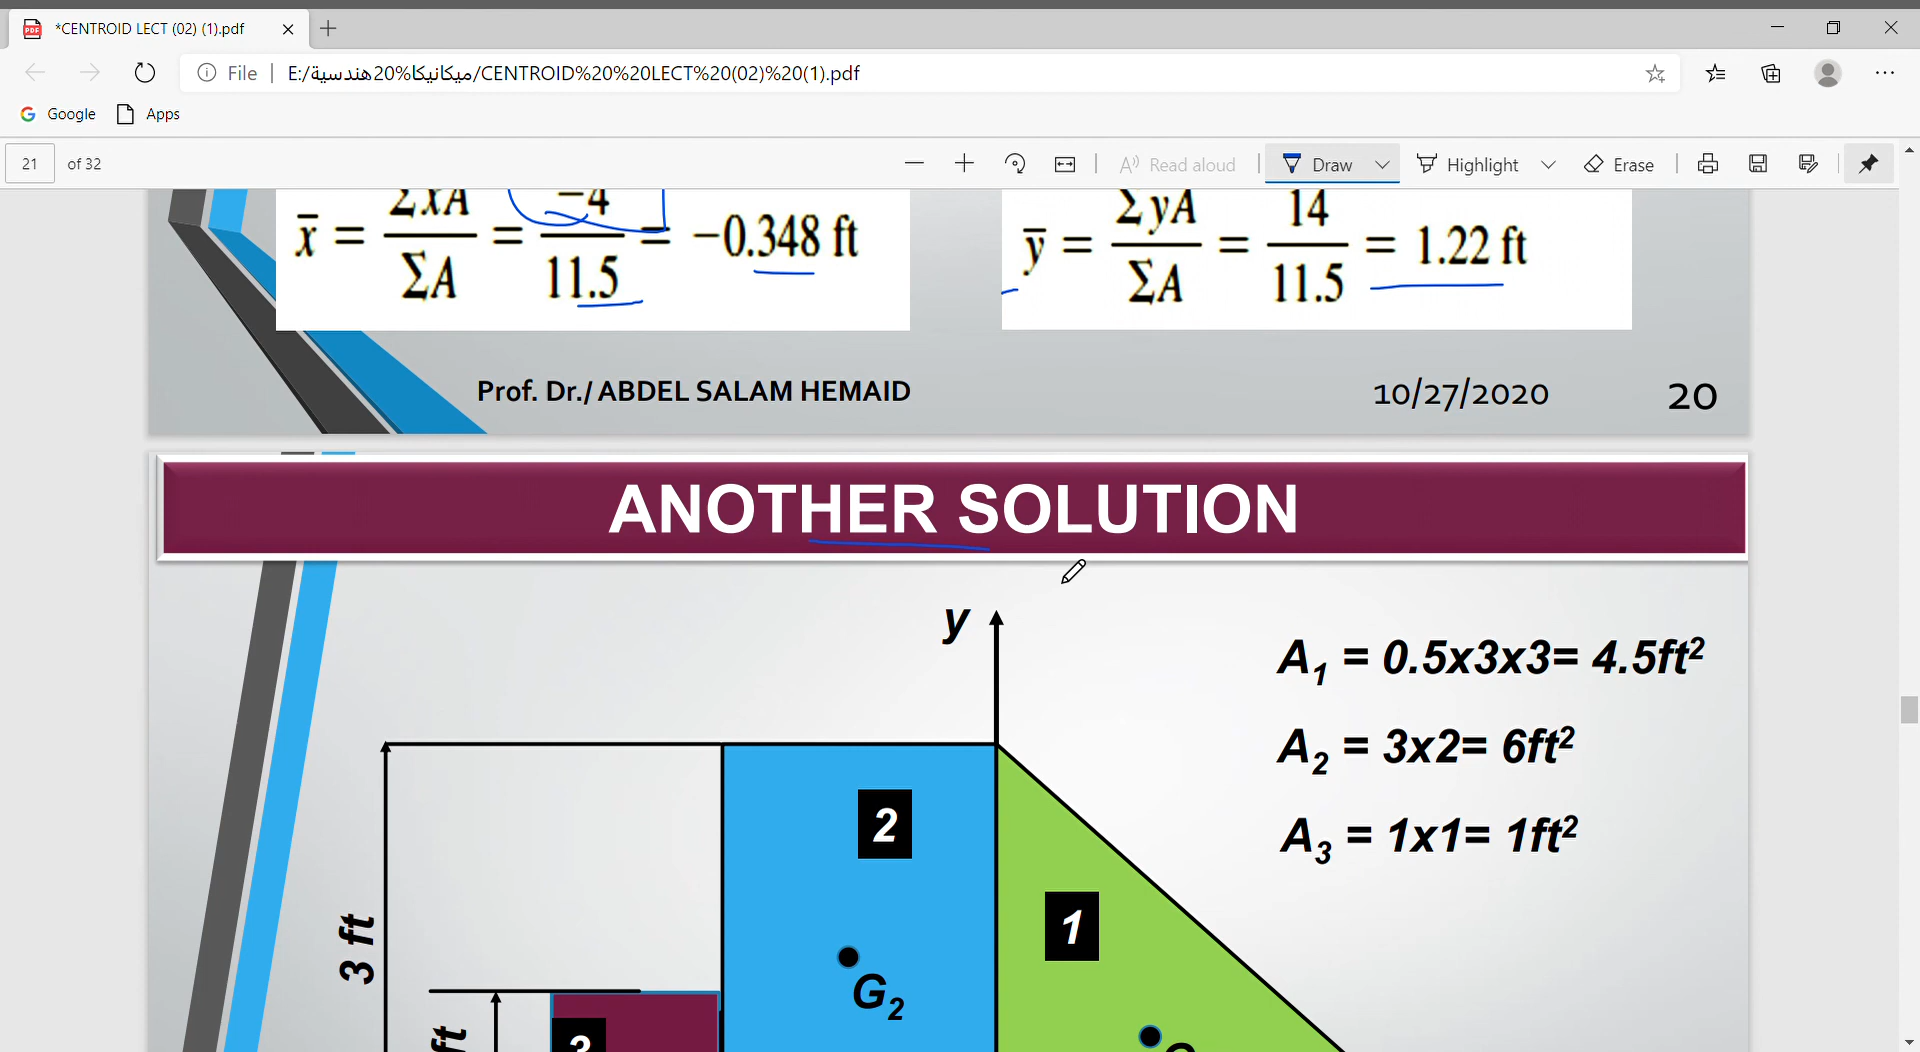 *CENTROID LECT (02) (1).pdf
File
E:/ميكانيكا%20هندسية/CENTROID%20%20LECT%20(02)%20(1).pdf
Google Apps
21 of 32 Read aloud Draw Highlight Erase
x̄ = ΣxA / ΣA = −4 / 11.5 = −0.348 ft
ȳ = ΣyA / ΣA = 14 / 11.5 = 1.22 ft
Prof. Dr./ ABDEL SALAM HEMAID 10/27/2020 20
ANOTHER SOLUTION
y
A₁ = 0.5x3x3= 4.5ft²
A₂ = 3x2= 6ft²
A₃ = 1x1= 1ft²
2
1
3 ft
G₂
ft